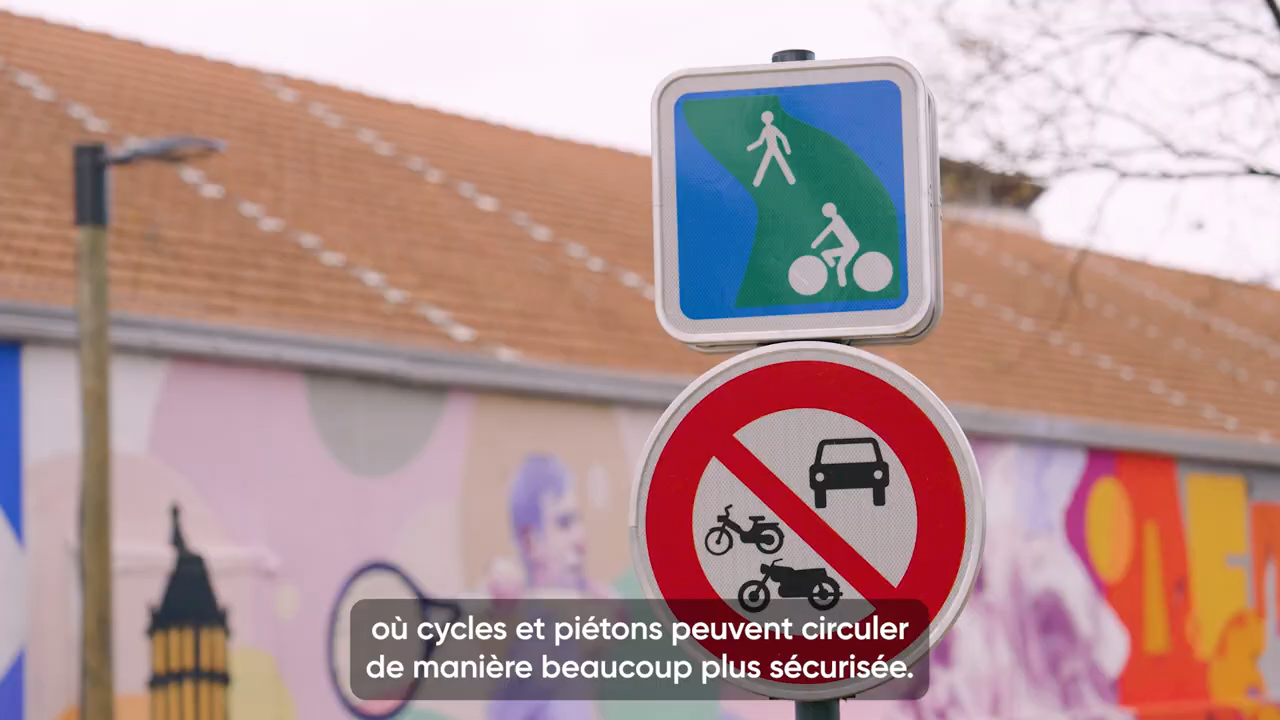 où cycles et piétons peuvent circuler
de manière beaucoup plus sécurisée.